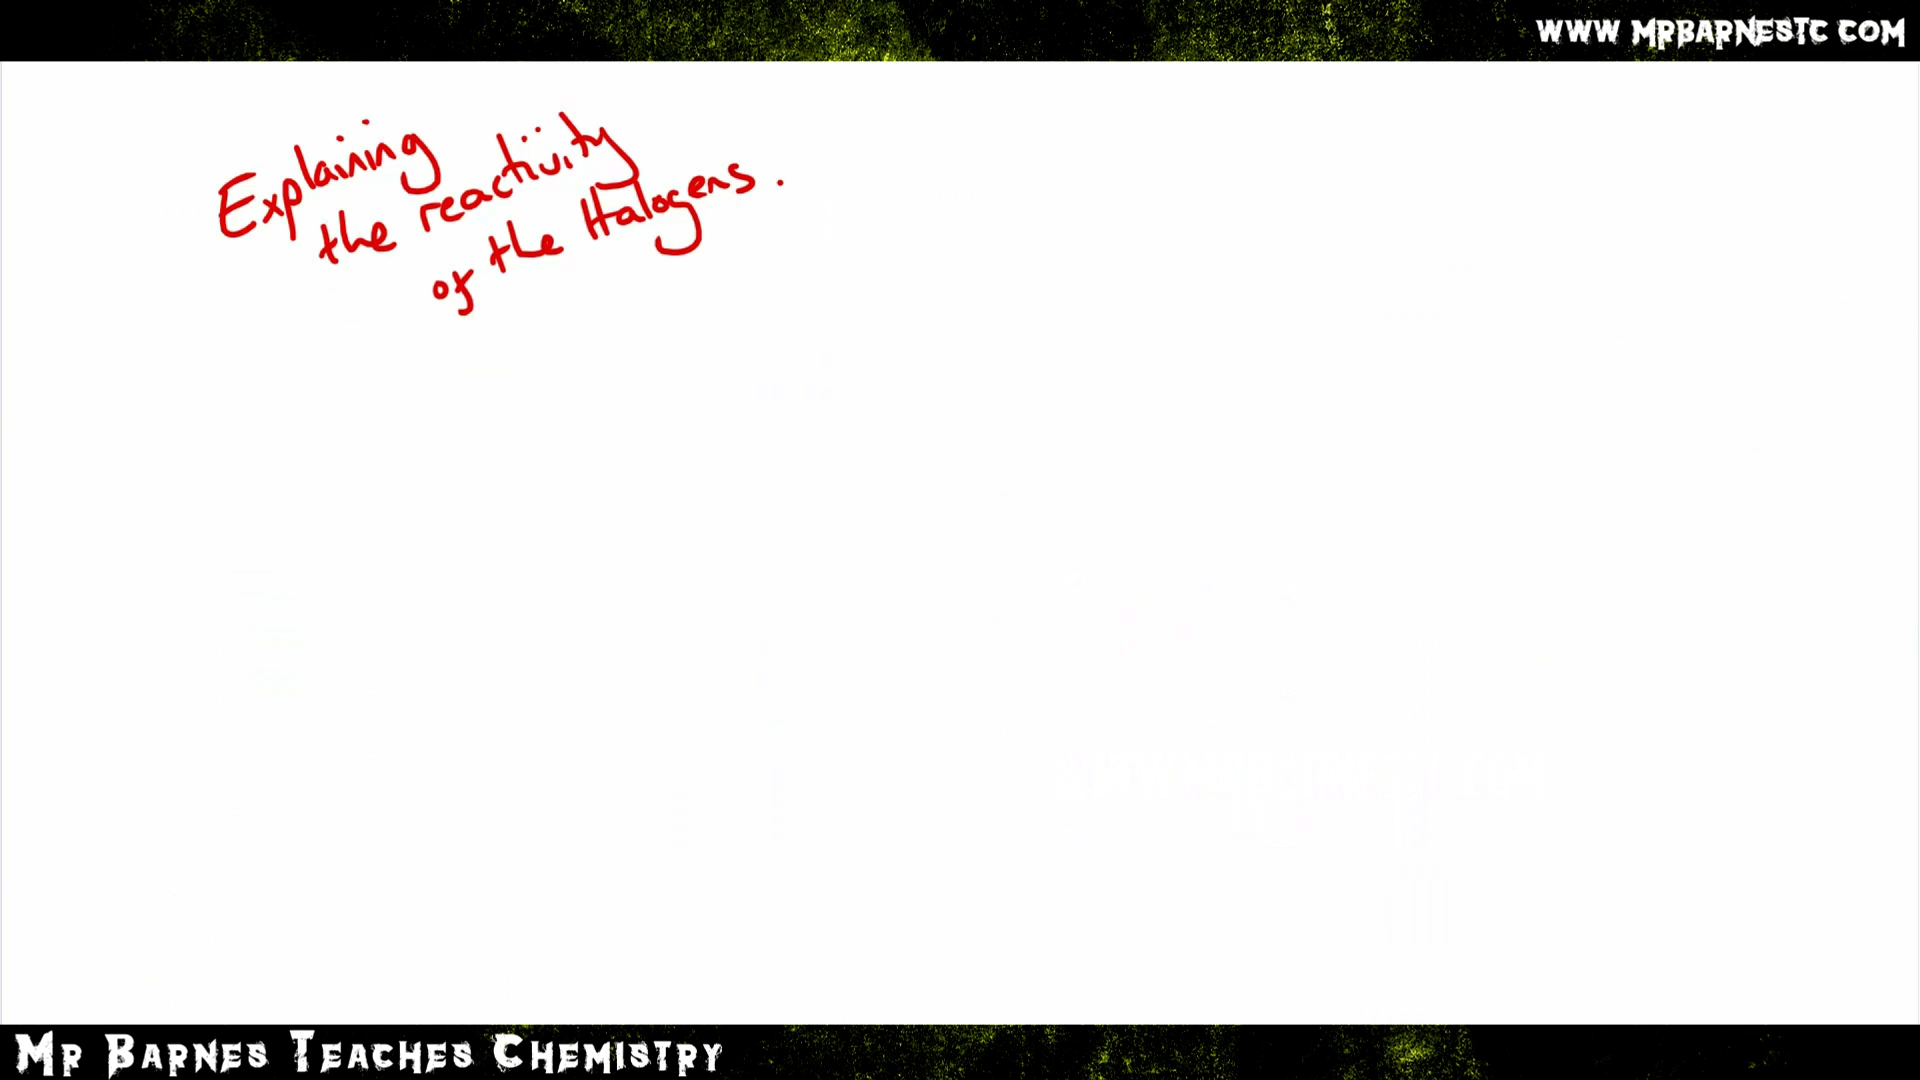 WWW MRBARNESTC COM
Explaining
the reactivity
of the Halogens.
MR BARNES TEACHES CHEMISTRY